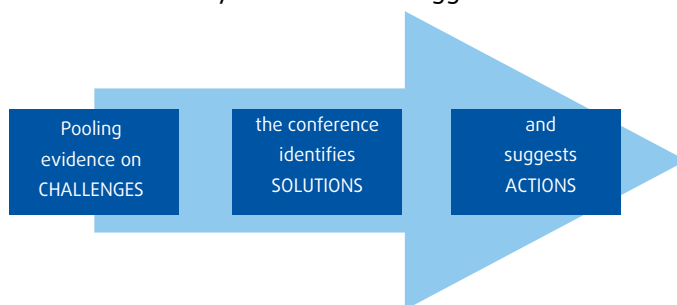 Pooling
evidence on
CHALLENGES
the conference
identifies
SOLUTIONS
and
suggests
ACTIONS